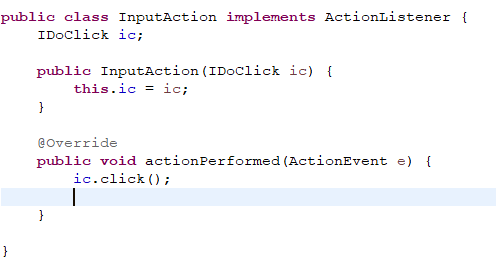 public class InputAction implements ActionListener {
    IDoClick ic;
    public InputAction(IDoClick ic) {
        this.ic = ic;
    }
    @Override
    public void actionPerformed(ActionEvent e) {
        ic.click();
    }
}